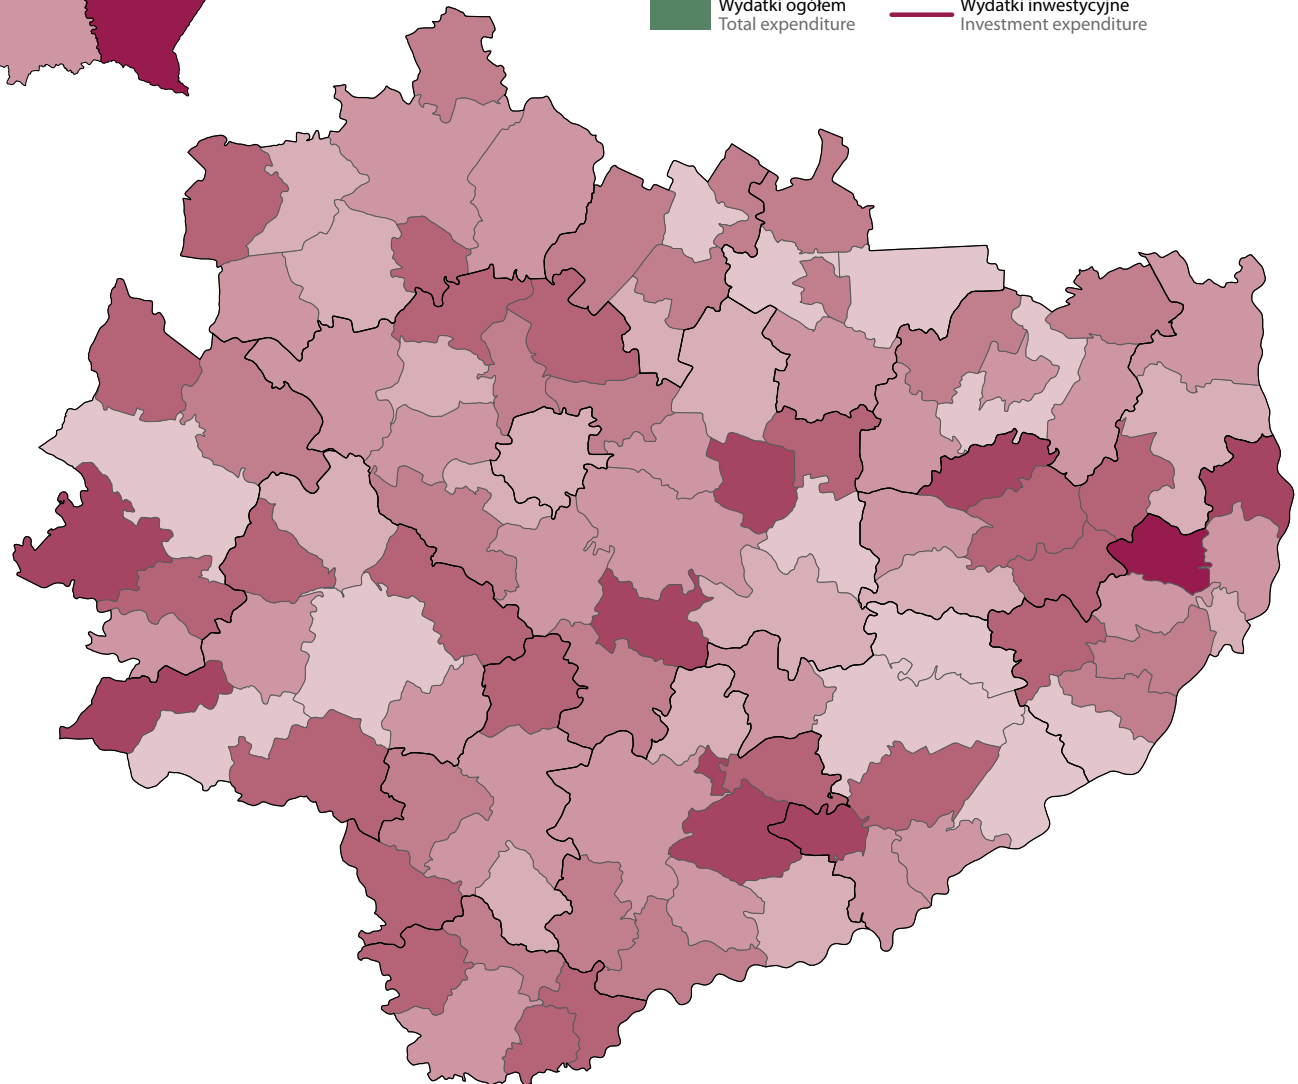 Wydatki ogółem
Total expenditure
Wydatki inwestycyjne
Investment expenditure